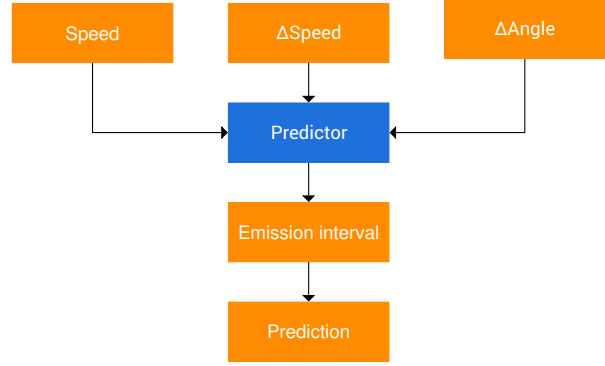 Speed
ΔSpeed
ΔAngle
Predictor
Emission interval
Prediction